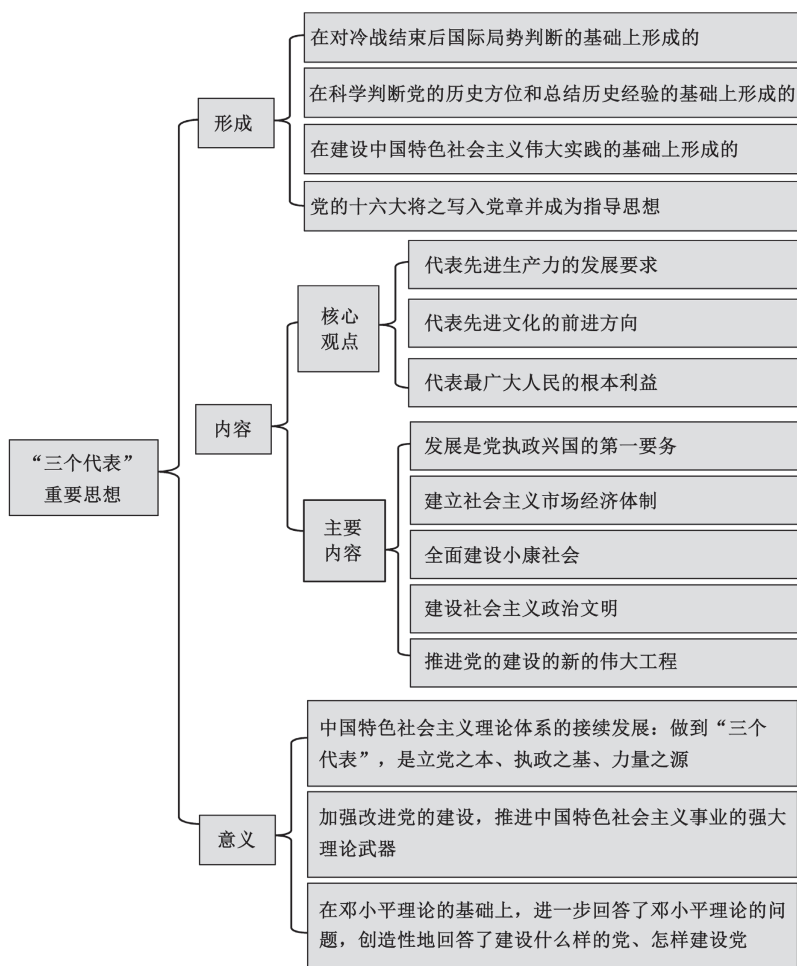 “三个代表”
重要思想
形成
在对冷战结束后国际局势判断的基础上形成的
在科学判断党的历史方位和总结历史经验的基础上形成的
在建设中国特色社会主义伟大实践的基础上形成的
党的十六大将之写入党章并成为指导思想
内容
核心
观点
代表先进生产力的发展要求
代表先进文化的前进方向
代表最广大人民的根本利益
主要
内容
发展是党执政兴国的第一要务
建立社会主义市场经济体制
全面建设小康社会
建设社会主义政治文明
推进党的建设的新的伟大工程
意义
中国特色社会主义理论体系的接续发展：做到“三个
代表”，是立党之本、执政之基、力量之源
加强改进党的建设，推进中国特色社会主义事业的强大
理论武器
在邓小平理论的基础上，进一步回答了邓小平理论的问
题，创造性地回答了建设什么样的党、怎样建设党